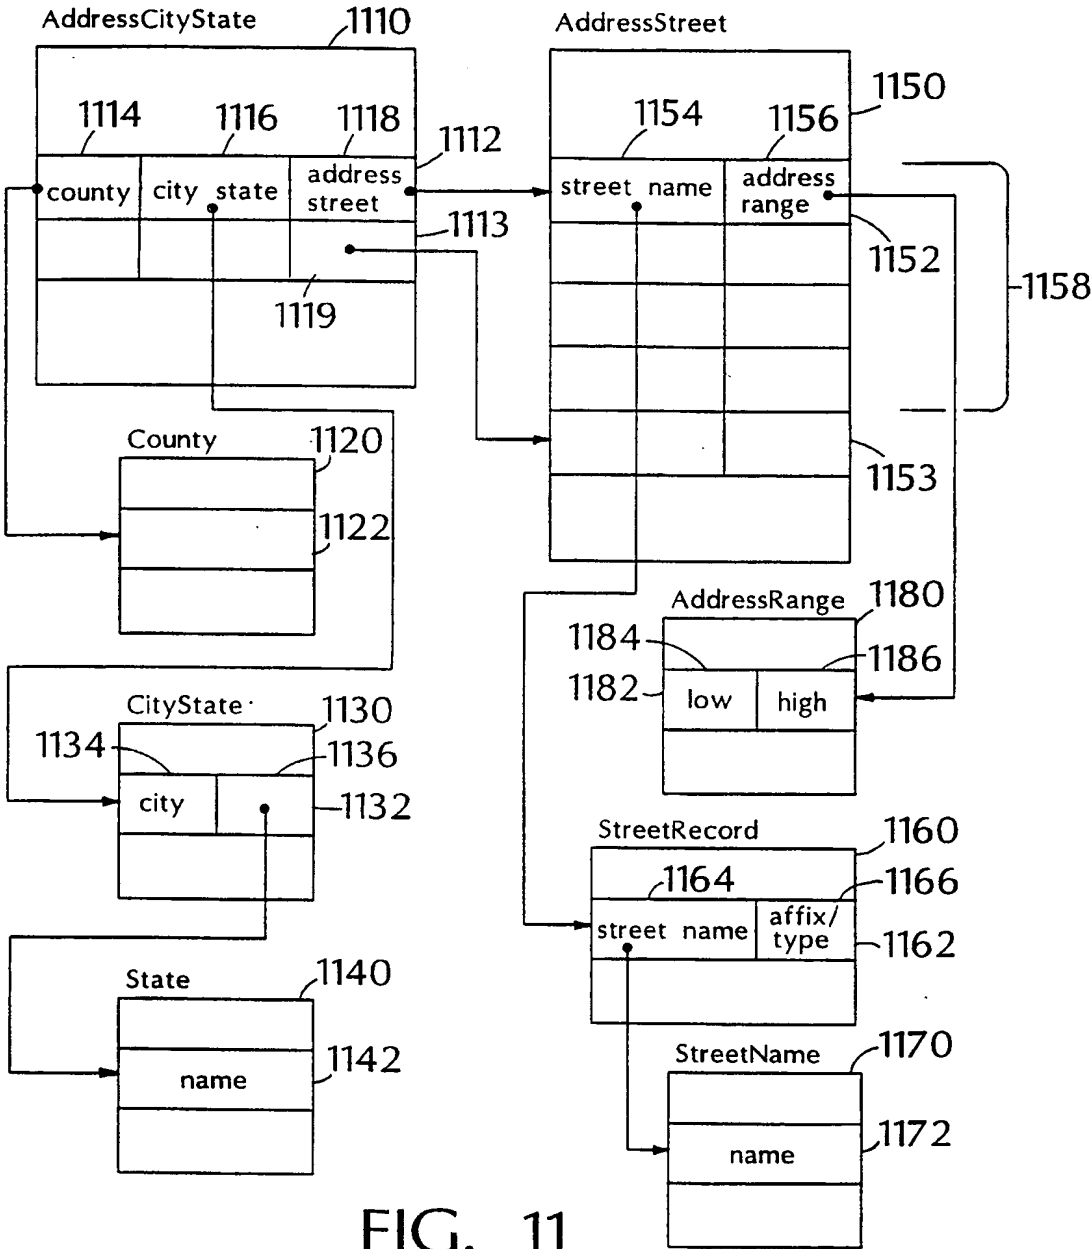 AddressCityState
1110
1114
1116
1118
1112
county
city state
address
street
1113
1119
AddressStreet
1150
1154
1156
street name
address
range
1152
1158
1153
County
1120
1122
CityState
1130
1134
1136
city
1132
State
1140
name
1142
AddressRange
1180
1184
1186
1182
low
high
StreetRecord
1160
1164
1166
street name
affix/
type
1162
StreetName
1170
name
1172
FIG. 11